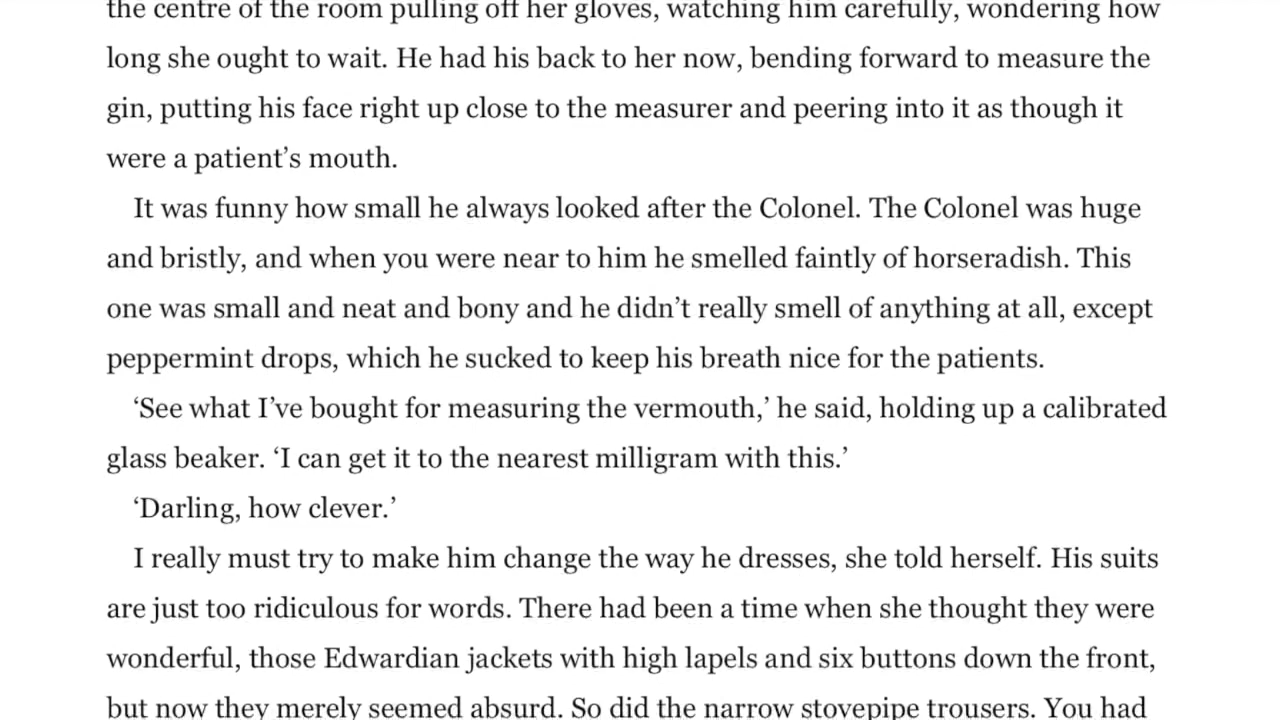 the centre of the room pulling off her gloves, watching him carefully, wondering how
long she ought to wait. He had his back to her now, bending forward to measure the
gin, putting his face right up close to the measurer and peering into it as though it
were a patient’s mouth.
It was funny how small he always looked after the Colonel. The Colonel was huge
and bristly, and when you were near to him he smelled faintly of horseradish. This
one was small and neat and bony and he didn’t really smell of anything at all, except
peppermint drops, which he sucked to keep his breath nice for the patients.
‘See what I’ve bought for measuring the vermouth,’ he said, holding up a calibrated
glass beaker. ‘I can get it to the nearest milligram with this.’
‘Darling, how clever.’
I really must try to make him change the way he dresses, she told herself. His suits
are just too ridiculous for words. There had been a time when she thought they were
wonderful, those Edwardian jackets with high lapels and six buttons down the front,
but now they merely seemed absurd. So did the narrow stovepipe trousers. You had